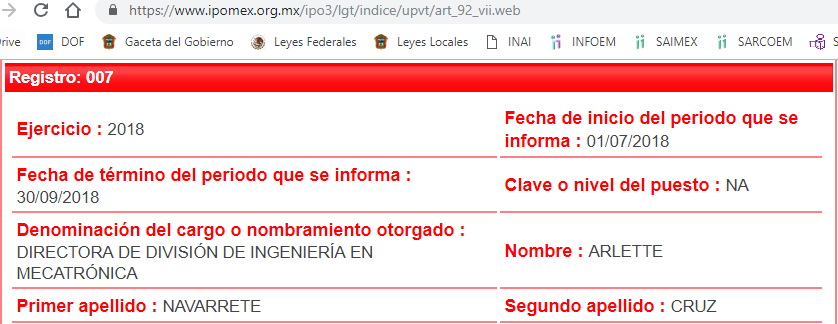 https://www.ipomex.org.mx/ipo3/lgt/indice/upvt/art_92_vii.web
Drive DOF DOF Gaceta del Gobierno Leyes Federales Leyes Locales INAI INFOEM SAIMEX SARCOEM S
Registro: 007
Ejercicio : 2018
Fecha de inicio del periodo que se
informa : 01/07/2018
Fecha de término del periodo que se informa :
30/09/2018
Clave o nivel del puesto : NA
Denominación del cargo o nombramiento otorgado :
DIRECTORA DE DIVISIÓN DE INGENIERÍA EN
MECATRÓNICA
Nombre : ARLETTE
Primer apellido : NAVARRETE
Segundo apellido : CRUZ